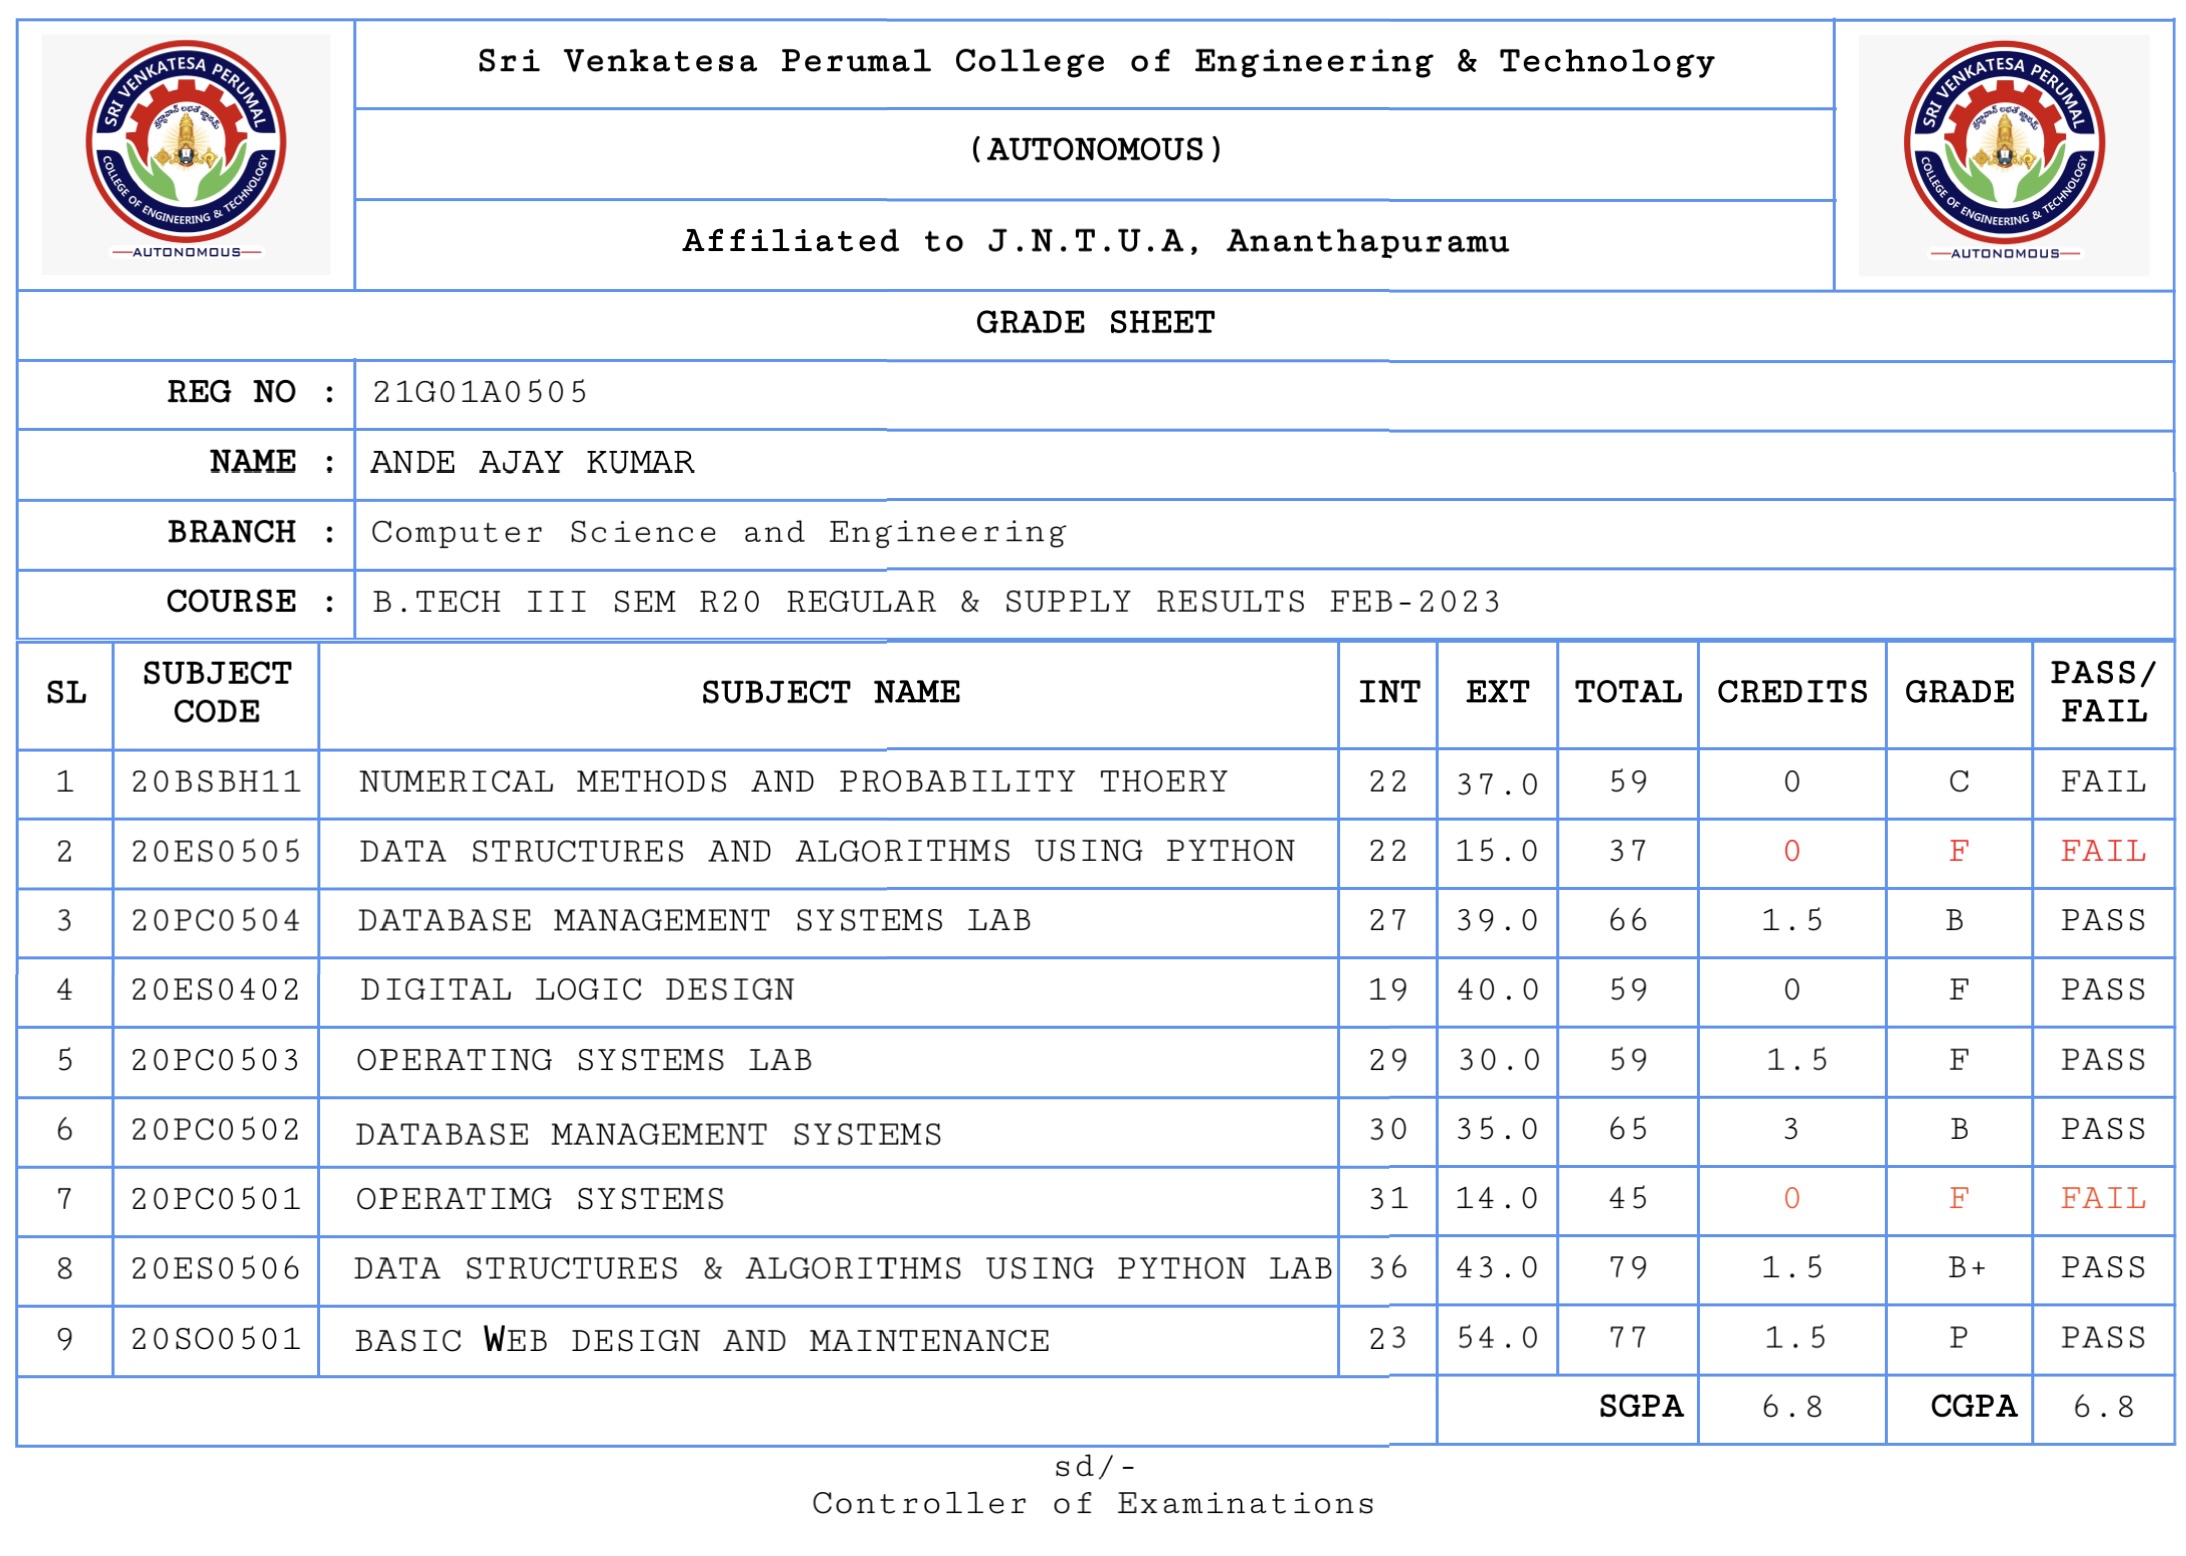 SRI VENKATESA PERUMAL
COLLEGE OF ENGINEERING & TECHNOLOGY
AUTONOMOUS
Sri Venkatesa Perumal College of Engineering & Technology
(AUTONOMOUS)
Affiliated to J.N.T.U.A, Ananthapuramu
SRI VENKATESA PERUMAL
COLLEGE OF ENGINEERING & TECHNOLOGY
AUTONOMOUS
GRADE SHEET
REG NO : 21G01A0505
NAME : ANDE AJAY KUMAR
BRANCH : Computer Science and Engineering
COURSE : B.TECH III SEM R20 REGULAR & SUPPLY RESULTS FEB-2023
SL SUBJECT CODE SUBJECT NAME INT EXT TOTAL CREDITS GRADE PASS/FAIL
1 20BSBH11 NUMERICAL METHODS AND PROBABILITY THOERY 22 37.0 59 0 C FAIL
2 20ES0505 DATA STRUCTURES AND ALGORITHMS USING PYTHON 22 15.0 37 0 F FAIL
3 20PC0504 DATABASE MANAGEMENT SYSTEMS LAB 27 39.0 66 1.5 B PASS
4 20ES0402 DIGITAL LOGIC DESIGN 19 40.0 59 0 F PASS
5 20PC0503 OPERATING SYSTEMS LAB 29 30.0 59 1.5 F PASS
6 20PC0502 DATABASE MANAGEMENT SYSTEMS 30 35.0 65 3 B PASS
7 20PC0501 OPERATIMG SYSTEMS 31 14.0 45 0 F FAIL
8 20ES0506 DATA STRUCTURES & ALGORITHMS USING PYTHON LAB 36 43.0 79 1.5 B+ PASS
9 20SO0501 BASIC WEB DESIGN AND MAINTENANCE 23 54.0 77 1.5 P PASS
SGPA 6.8 CGPA 6.8
sd/-
Controller of Examinations